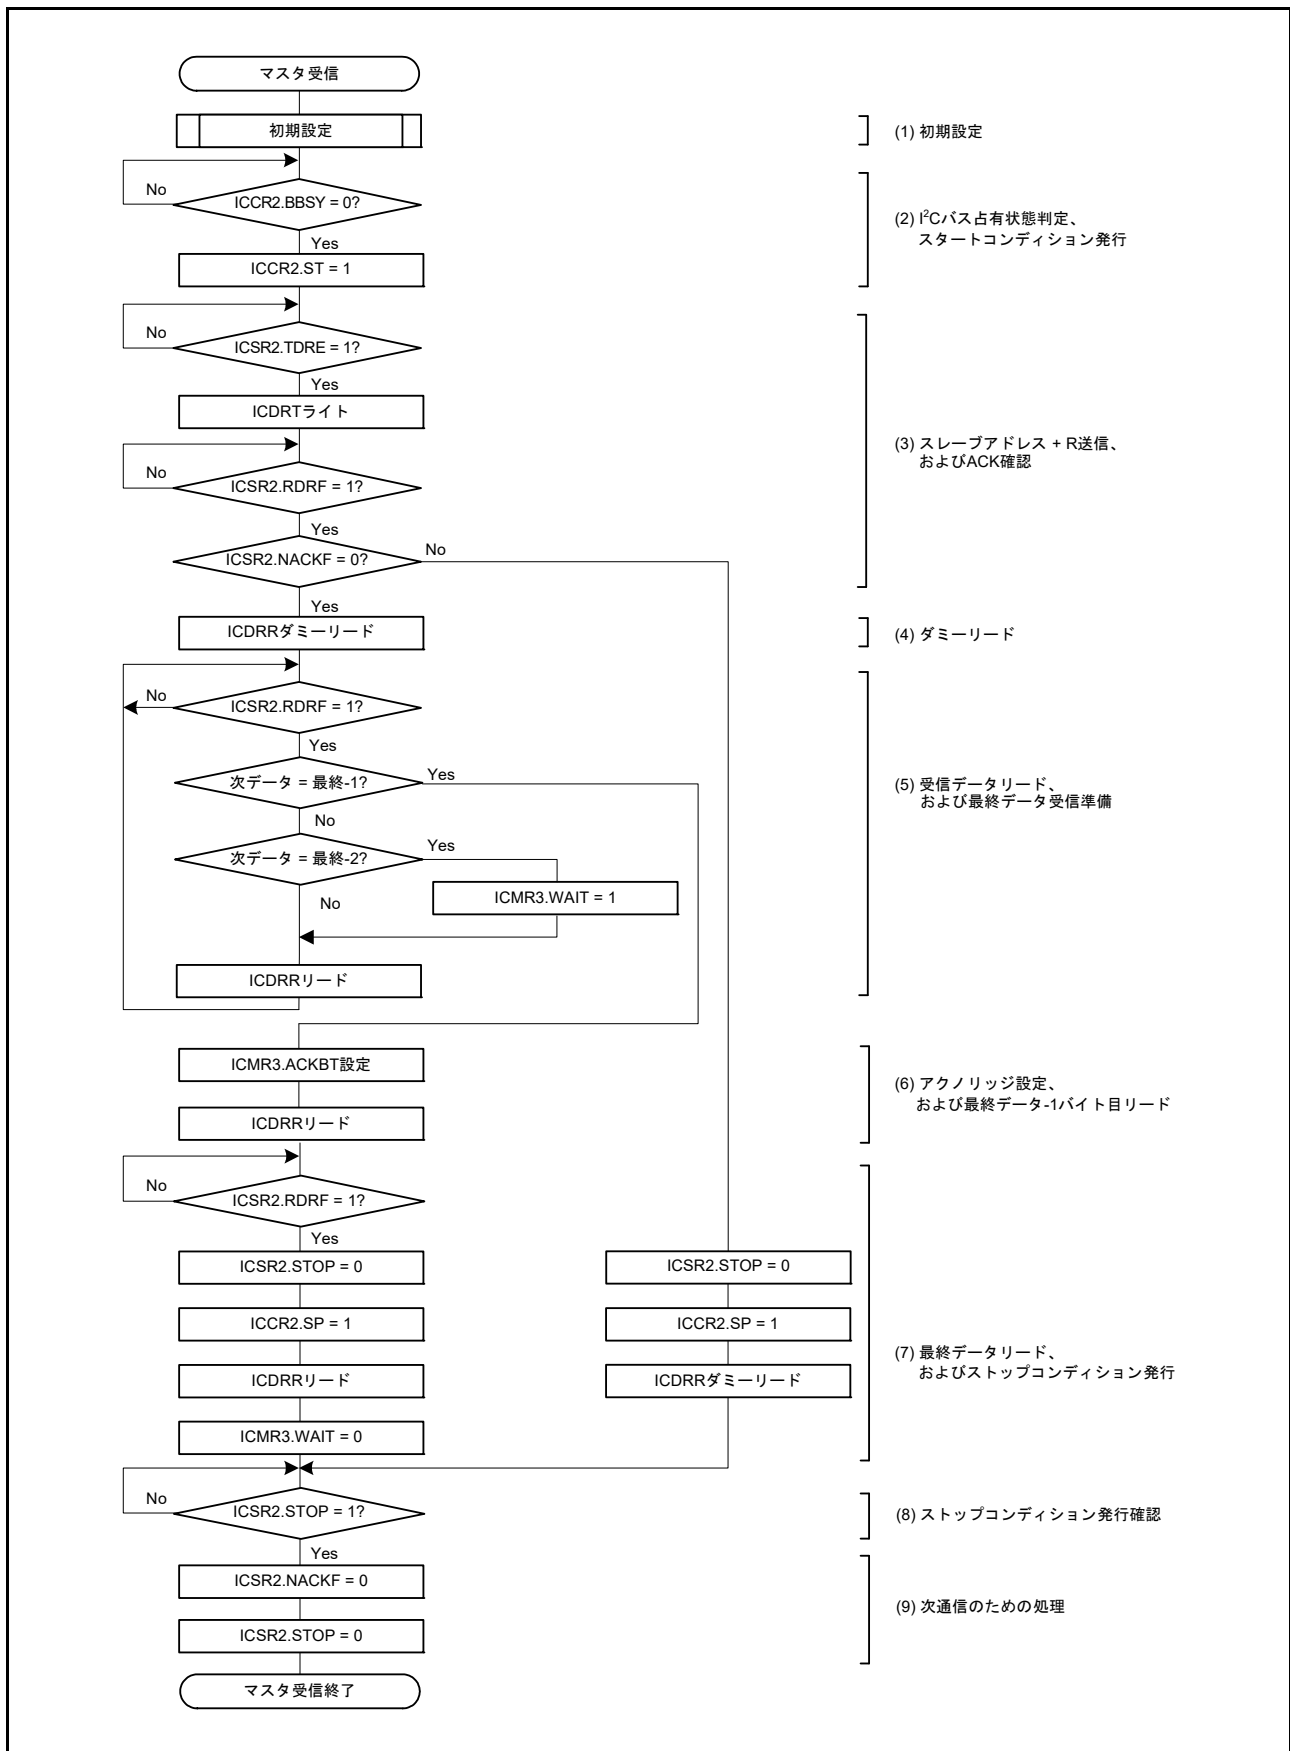 マスタ受信
初期設定
(1) 初期設定
No
ICCR2.BBSY = 0?
Yes
ICCR2.ST = 1
(2) I²Cバス占有状態判定、
スタートコンディション発行
No
ICSR2.TDRE = 1?
Yes
ICDRTライト
No
ICSR2.RDRF = 1?
Yes
ICSR2.NACKF = 0?
No
(3) スレーブアドレス + R送信、
およびACK確認
Yes
ICDRRダミーリード
(4) ダミーリード
No
ICSR2.RDRF = 1?
Yes
次データ = 最終-1?
Yes
No
次データ = 最終-2?
Yes
ICMR3.WAIT = 1
No
ICDRRリード
(5) 受信データリード、
および最終データ受信準備
ICMR3.ACKBT設定
ICDRRリード
(6) アクノリッジ設定、
および最終データ-1バイト目リード
No
ICSR2.RDRF = 1?
Yes
ICSR2.STOP = 0
ICCR2.SP = 1
ICDRRリード
ICMR3.WAIT = 0
ICSR2.STOP = 0
ICCR2.SP = 1
ICDRRダミーリード
(7) 最終データリード、
およびストップコンディション発行
No
ICSR2.STOP = 1?
Yes
(8) ストップコンディション発行確認
ICSR2.NACKF = 0
ICSR2.STOP = 0
(9) 次通信のための処理
マスタ受信終了